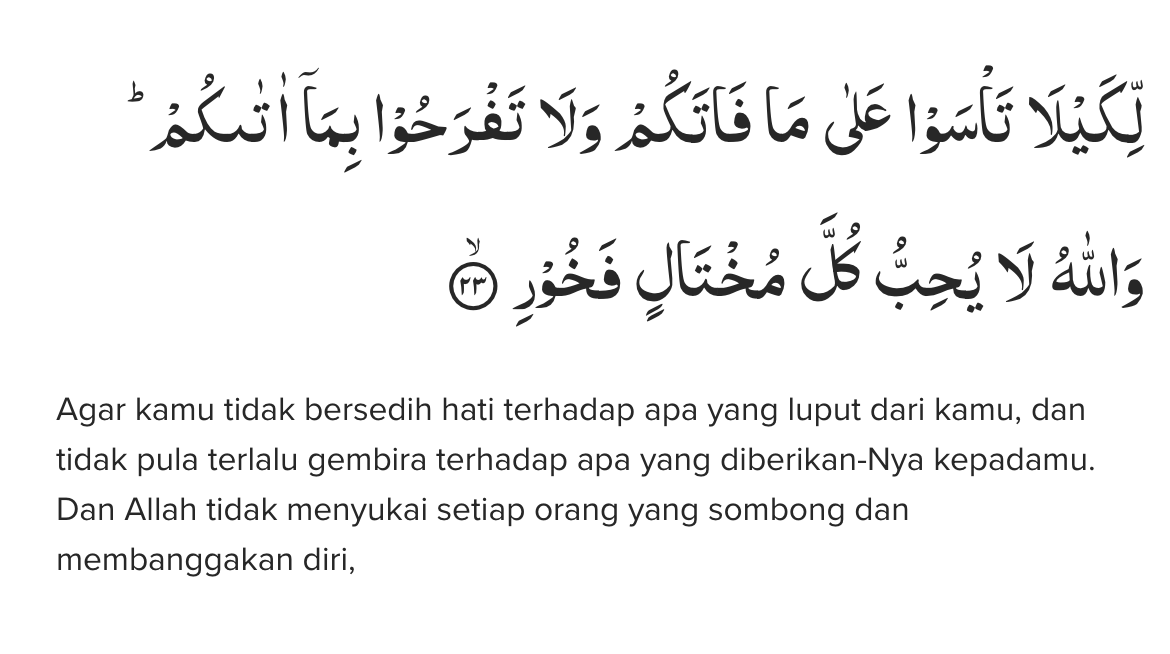 لِّكَيْلَا تَأْسَوْا عَلٰى مَا فَاتَكُمْ وَلَا تَفْرَحُوْا بِمَآ اٰتٰىكُمْ ۗ
وَاللّٰهُ لَا يُحِبُّ كُلَّ مُخْتَالٍ فَخُوْرٍ ۙ ٢٣
Agar kamu tidak bersedih hati terhadap apa yang luput dari kamu, dan
tidak pula terlalu gembira terhadap apa yang diberikan-Nya kepadamu.
Dan Allah tidak menyukai setiap orang yang sombong dan
membanggakan diri,